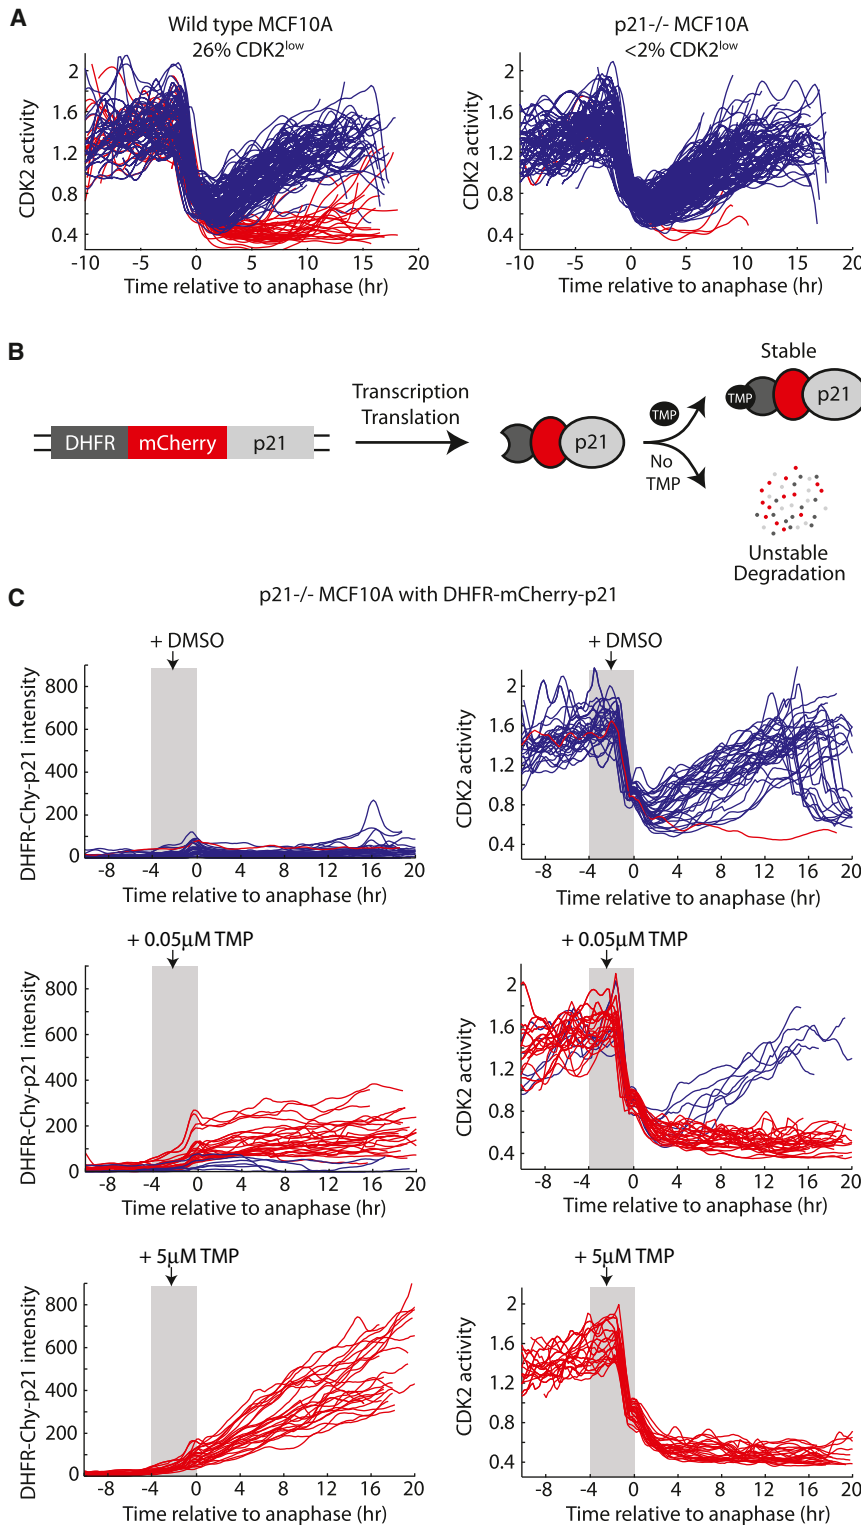 A
Wild type MCF10A
26% CDK2low
p21-/- MCF10A
<2% CDK2low
CDK2 activity
2
1.6
1.2
0.8
0.4
-10 -5 0 5 10 15 20
Time relative to anaphase (hr)
CDK2 activity
2
1.6
1.2
0.8
0.4
-10 -5 0 5 10 15 20
Time relative to anaphase (hr)
B
DHFR mCherry p21
Transcription
Translation
p21
TMP
No
TMP
Stable
TMP
p21
Unstable
Degradation
C
p21-/- MCF10A with DHFR-mCherry-p21
+ DMSO
DHFR-Chy-p21 intensity
800
600
400
200
0
-8 -4 0 4 8 12 16 20
Time relative to anaphase (hr)
+ DMSO
CDK2 activity
2
1.6
1.2
0.8
0.4
-8 -4 0 4 8 12 16 20
Time relative to anaphase (hr)
+ 0.05μM TMP
DHFR-Chy-p21 intensity
800
600
400
200
0
-8 -4 0 4 8 12 16 20
Time relative to anaphase (hr)
+ 0.05μM TMP
CDK2 activity
2
1.6
1.2
0.8
0.4
-8 -4 0 4 8 12 16 20
Time relative to anaphase (hr)
+ 5μM TMP
DHFR-Chy-p21 intensity
800
600
400
200
0
-8 -4 0 4 8 12 16 20
Time relative to anaphase (hr)
+ 5μM TMP
CDK2 activity
2
1.6
1.2
0.8
0.4
-8 -4 0 4 8 12 16 20
Time relative to anaphase (hr)